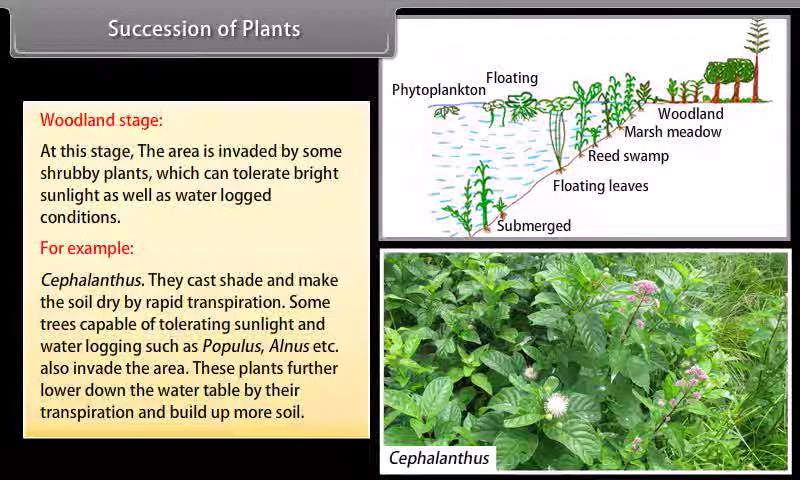 Succession of Plants
Woodland stage:
At this stage, The area is invaded by some
shrubby plants, which can tolerate bright
sunlight as well as water logged
conditions.
For example:
Cephalanthus. They cast shade and make
the soil dry by rapid transpiration. Some
trees capable of tolerating sunlight and
water logging such as Populus, Alnus etc.
also invade the area. These plants further
lower down the water table by their
transpiration and build up more soil.
Floating
Phytoplankton
Woodland
Marsh meadow
Reed swamp
Floating leaves
Submerged
Cephalanthus